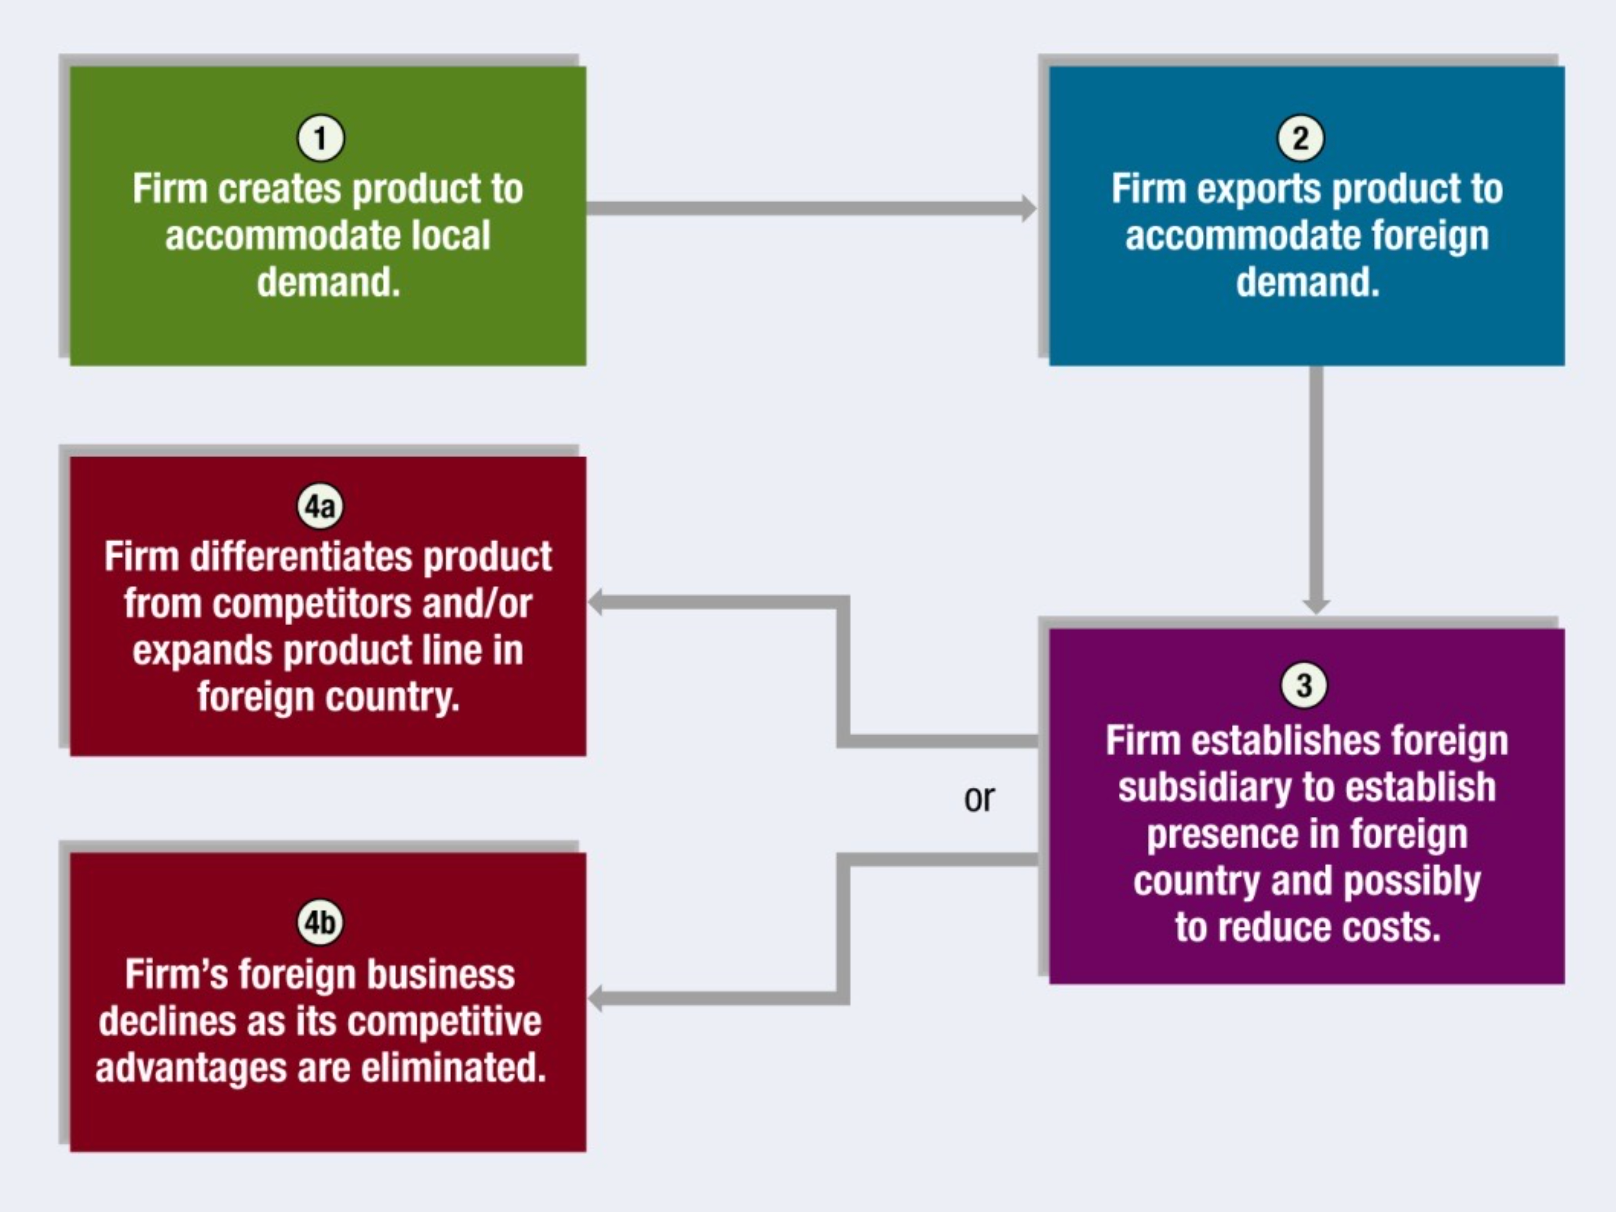 1
Firm creates product to
accommodate local
demand.
2
Firm exports product to
accommodate foreign
demand.
3
Firm establishes foreign
subsidiary to establish
presence in foreign
country and possibly
to reduce costs.
or
4a
Firm differentiates product
from competitors and/or
expands product line in
foreign country.
4b
Firm’s foreign business
declines as its competitive
advantages are eliminated.